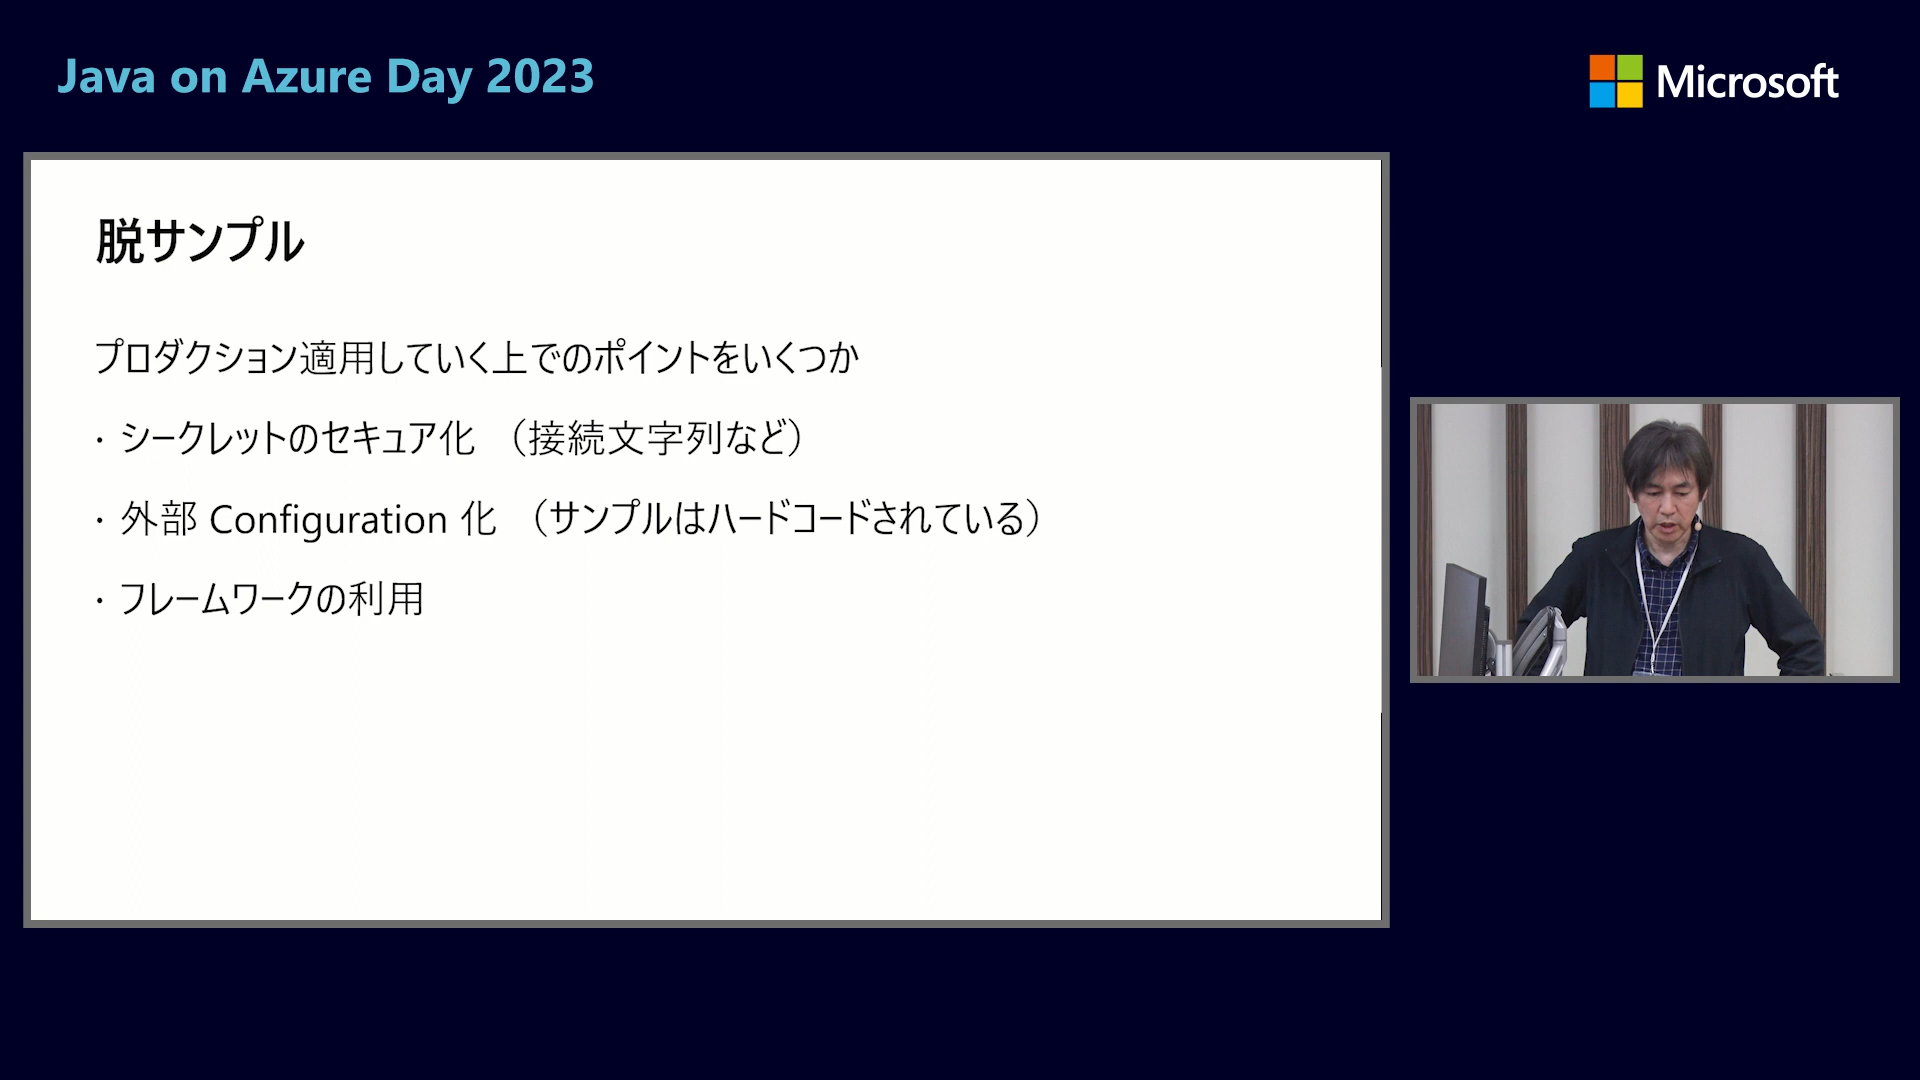 Java on Azure Day 2023
Microsoft
脱サンプル
プロダクション適用していく上でのポイントをいくつか
・ シークレットのセキュア化 （接続文字列など）
・ 外部 Configuration 化 （サンプルはハードコードされている）
・ フレームワークの利用